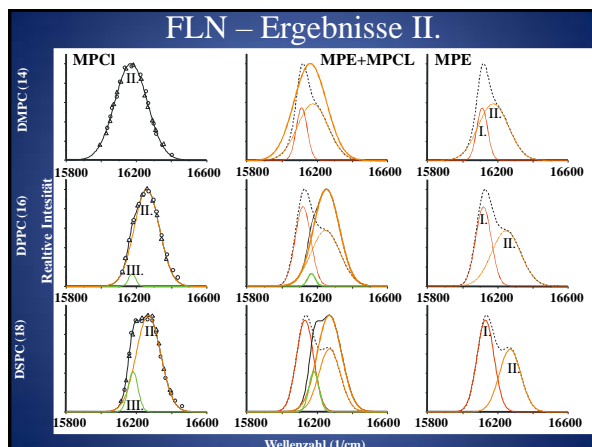 FLN – Ergebnisse II.
MPCl
MPE+MPCL
MPE
DMPC (14)
II.
I.
II.
15800 16200 16600
15800 16200 16600
15800 16200 16600
Realtive Intesität
DPPC (16)
II.
III.
I.
II.
15800 16200 16600
15800 16200 16600
15800 16200 16600
DSPC (18)
II.
III.
I.
II.
15800 16200 16600
15800 16200 16600
15800 16200 16600
Wellenzahl (1/cm)